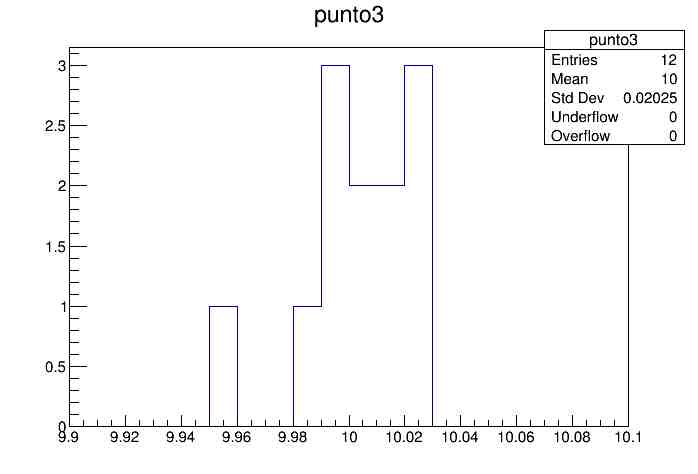 punto3
punto3
Entries 12
Mean 10
Std Dev 0.02025
Underflow 0
Overflow 0
3
2.5
2
1.5
1
0.5
0
9.9 9.92 9.94 9.96 9.98 10 10.02 10.04 10.06 10.08 10.1